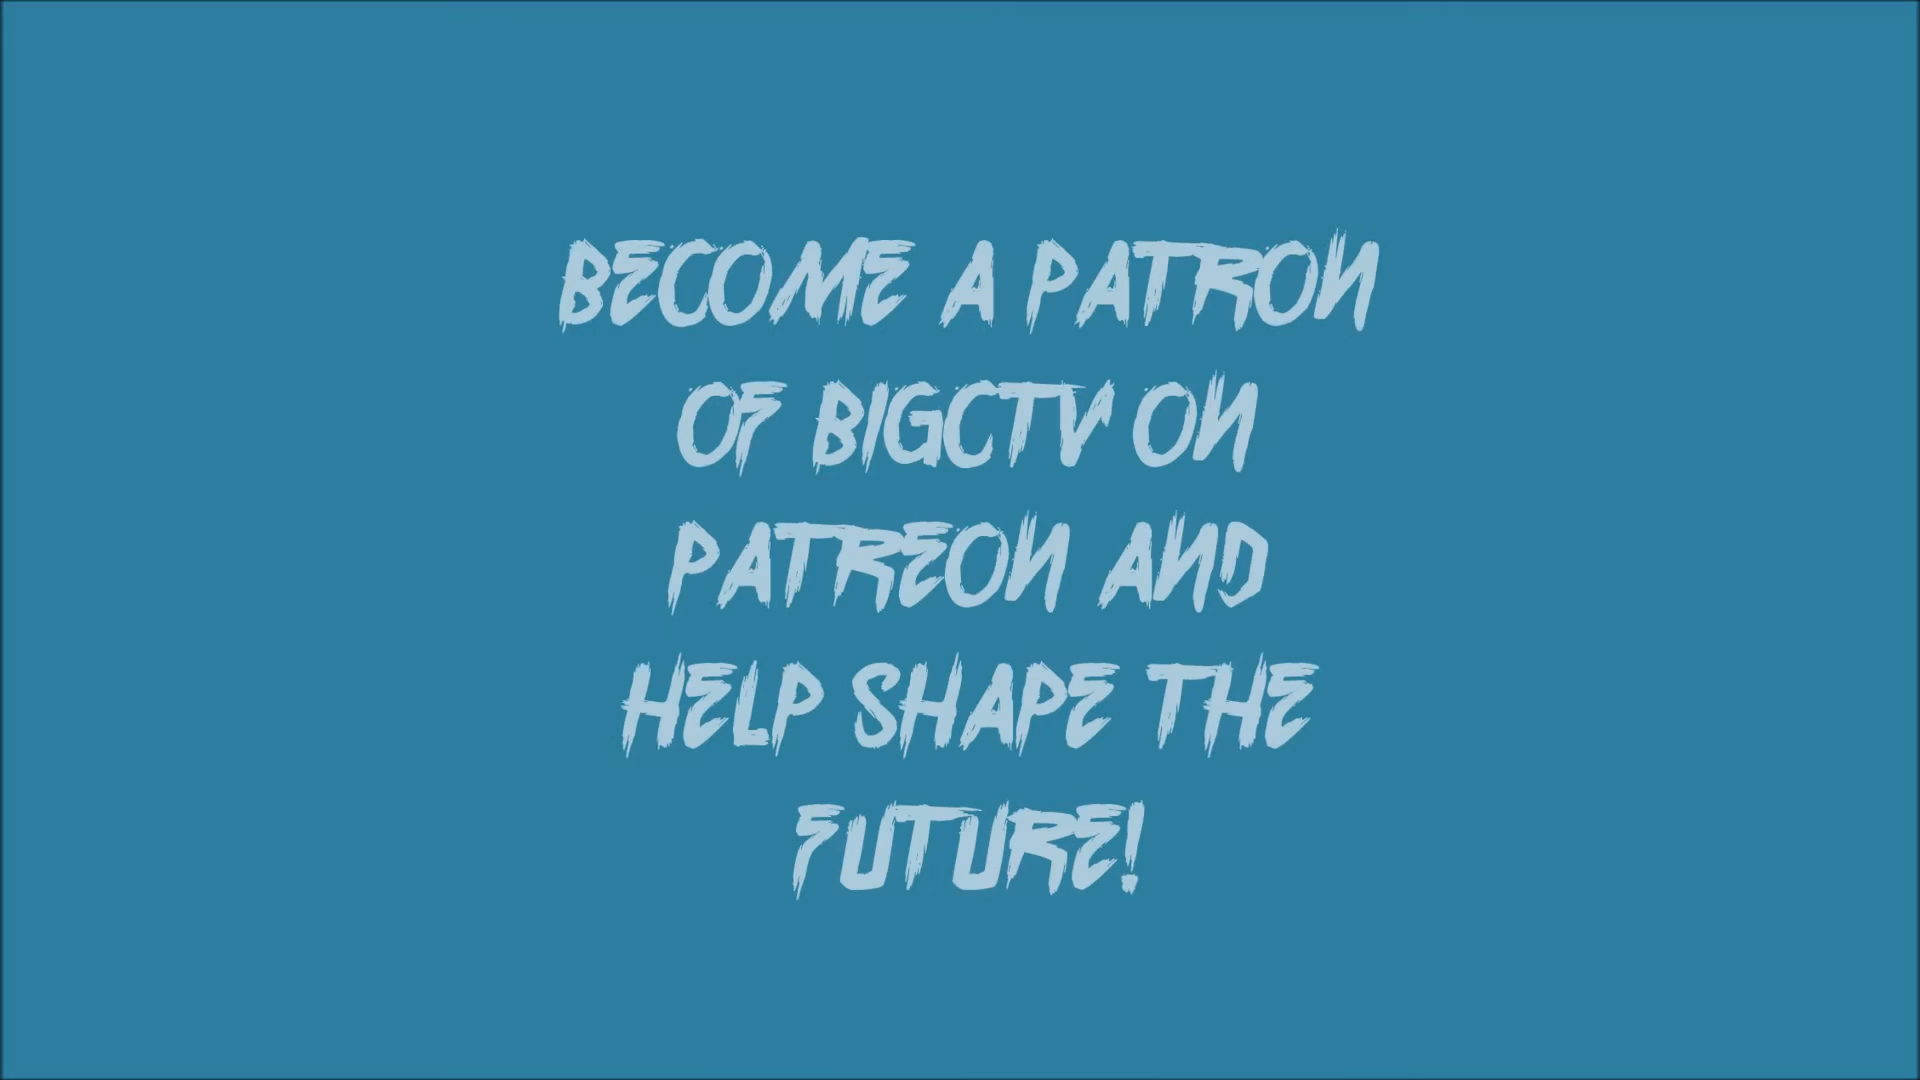 BECOME A PATRON
OF BIGCTV ON
PATREON AND
HELP SHAPE THE
FUTURE!